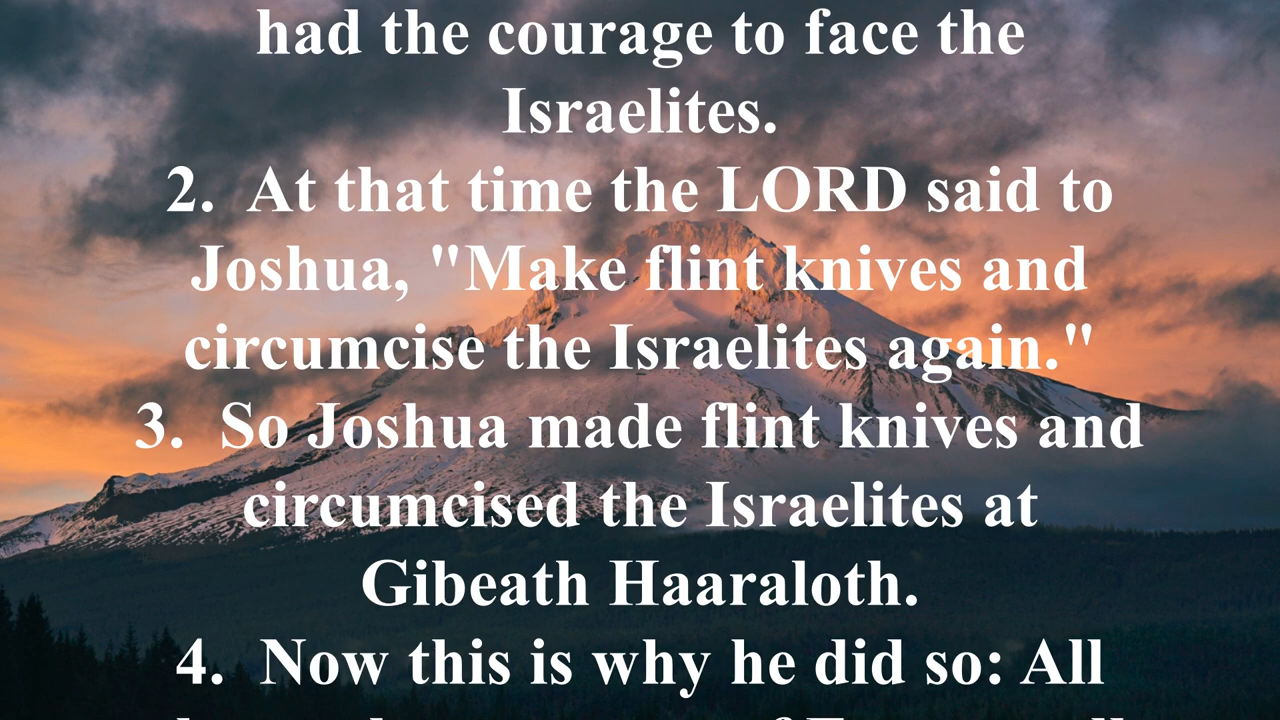 had the courage to face the
Israelites.
2. At that time the LORD said to
Joshua, "Make flint knives and
circumcise the Israelites again."
3. So Joshua made flint knives and
circumcised the Israelites at
Gibeath Haaraloth.
4. Now this is why he did so: All